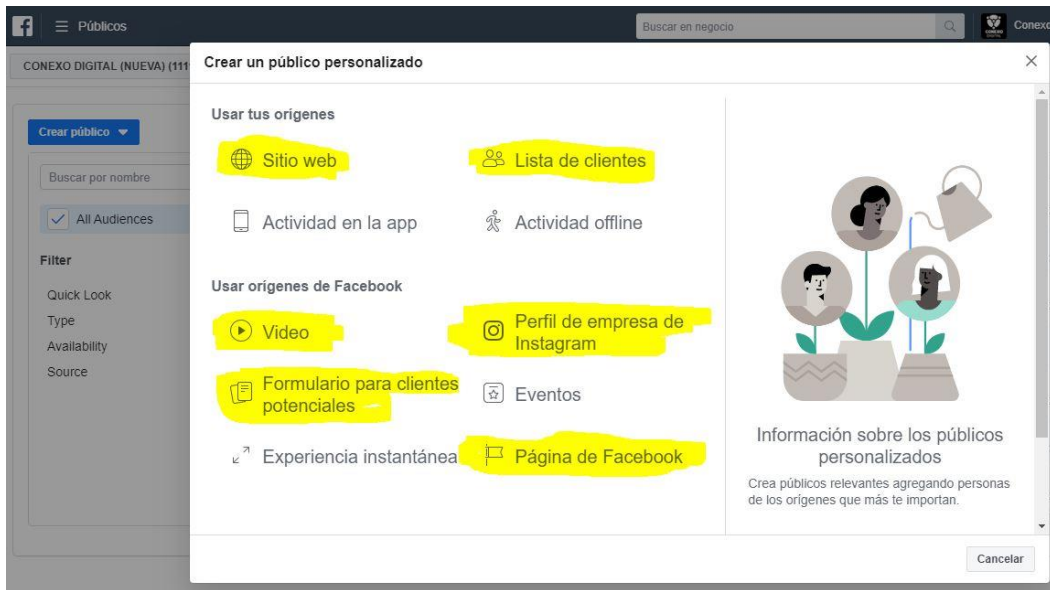 Públicos
Buscar en negocio
Conexo
CONEXO DIGITAL (NUEVA) (111
Crear un público personalizado
Crear público
Buscar por nombre
All Audiences
Filter
Quick Look
Type
Availability
Source
Usar tus orígenes
Sitio web
Lista de clientes
Actividad en la app
Actividad offline
Usar orígenes de Facebook
Video
Perfil de empresa de
Instagram
Formulario para clientes
potenciales
Eventos
Experiencia instantánea
Página de Facebook
Información sobre los públicos
personalizados
Crea públicos relevantes agregando personas
de los orígenes que más te importan.
Cancelar